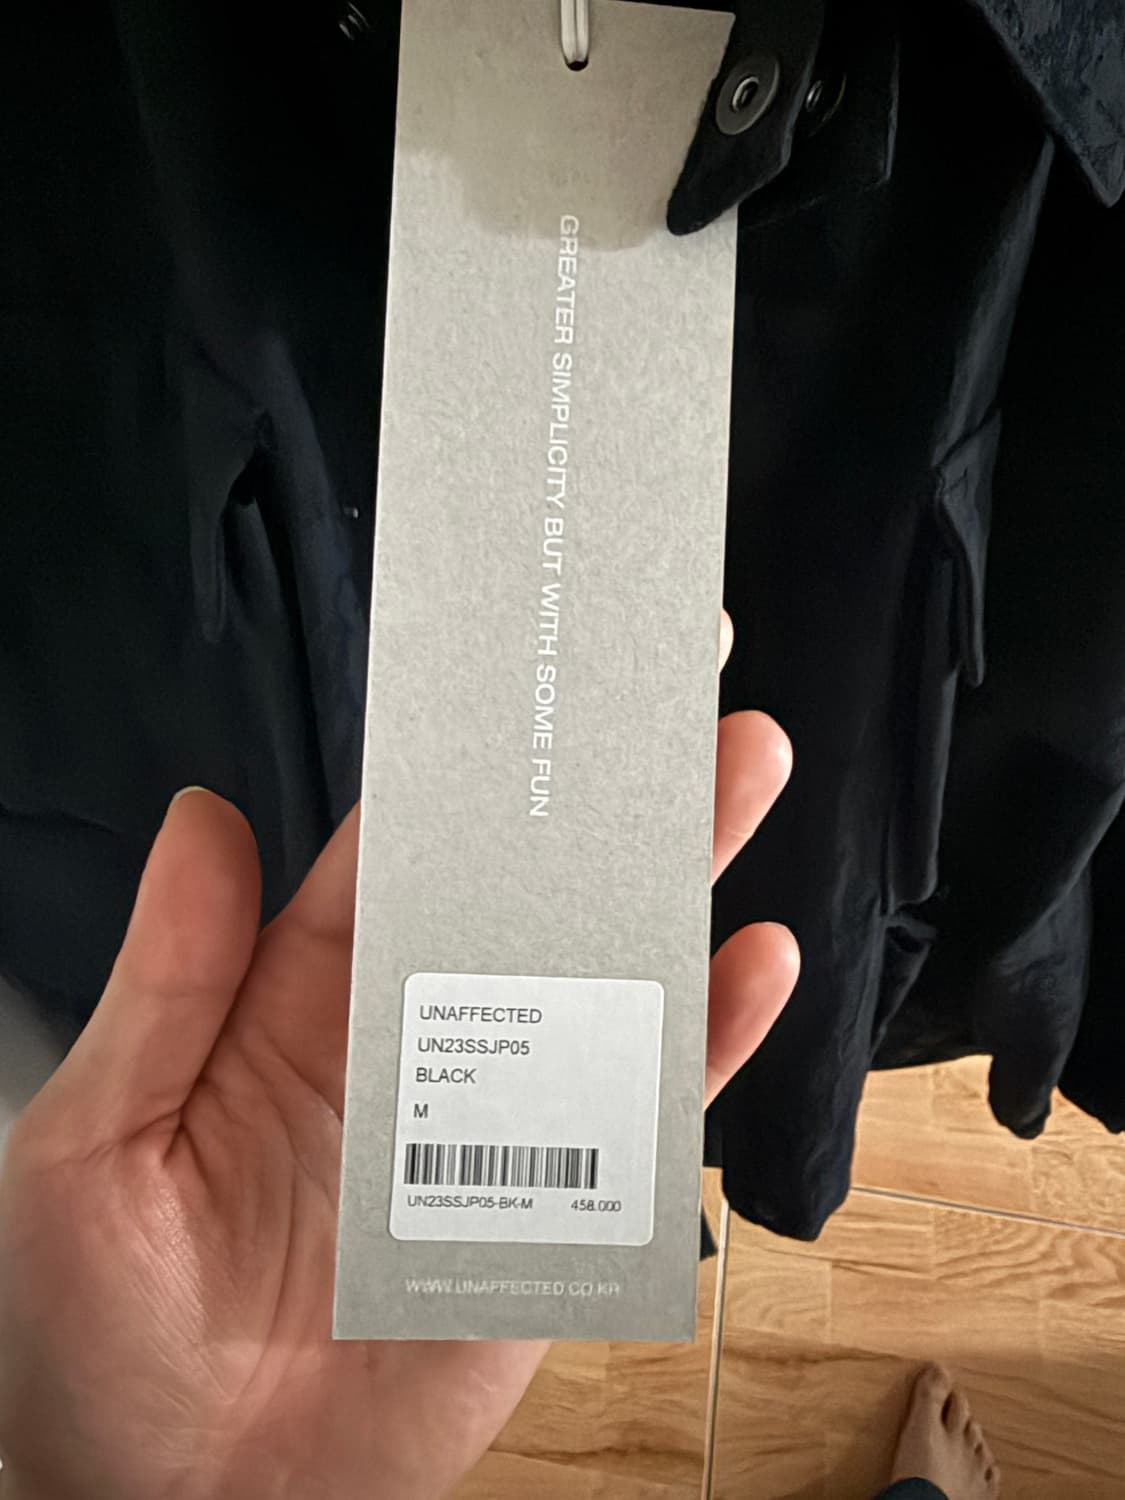 GREATER SIMPLICITY BUT WITH SOME FUN
UNAFFECTED
UN23SSJP05
BLACK
M
UN23SSJP05-BK-M 458.000
WWW.UNAFFECTED.CO.KR